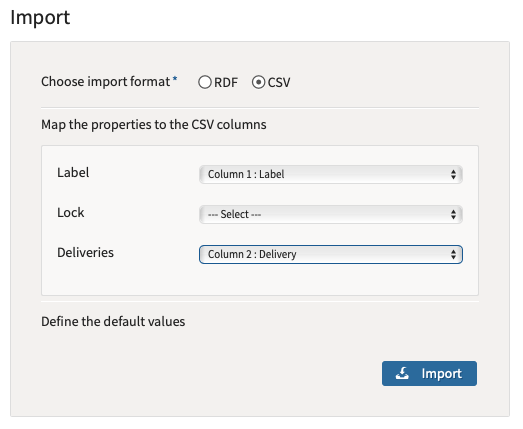 Import
Choose import format * RDF CSV
Map the properties to the CSV columns
Label Column 1 : Label
Lock --- Select ---
Deliveries Column 2 : Delivery
Define the default values
Import